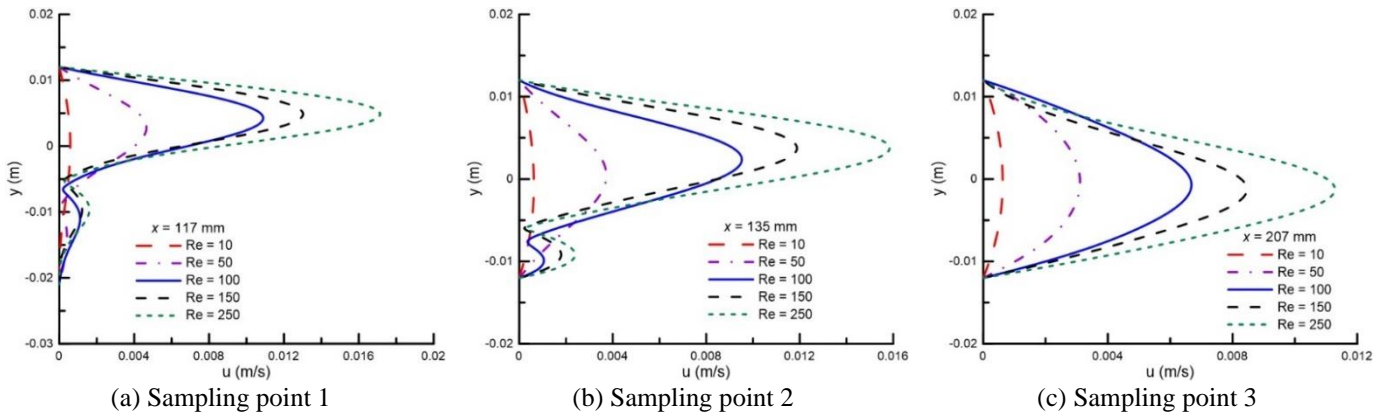 0.02
0.01
0
-0.01
-0.02
-0.03
y (m)
x = 117 mm
Re = 10
Re = 50
Re = 100
Re = 150
Re = 250
0 0.004 0.008 0.012 0.016 0.02
u (m/s)
(a) Sampling point 1
0.02
0.01
0
-0.01
-0.02
y (m)
x = 135 mm
Re = 10
Re = 50
Re = 100
Re = 150
Re = 250
0 0.004 0.008 0.012 0.016
u (m/s)
(b) Sampling point 2
0.02
0.01
0
-0.01
-0.02
y (m)
x = 207 mm
Re = 10
Re = 50
Re = 100
Re = 150
Re = 250
0 0.004 0.008 0.012
u (m/s)
(c) Sampling point 3